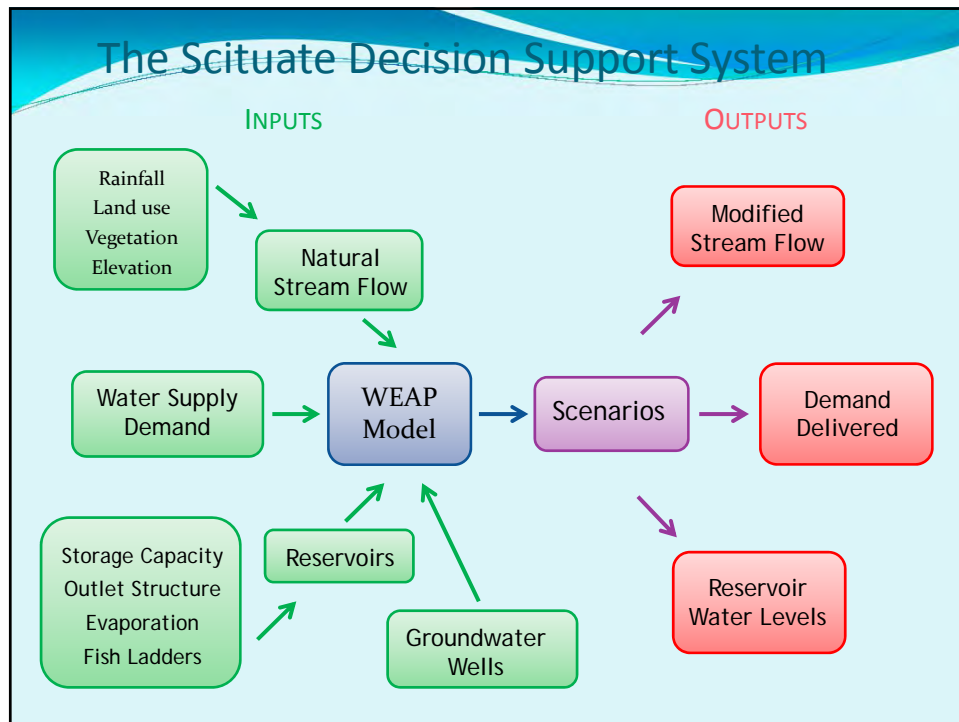 The Scituate Decision Support System
INPUTS
OUTPUTS
Rainfall
Land use
Vegetation
Elevation
Natural
Stream Flow
Modified
Stream Flow
Water Supply
Demand
WEAP
Model
Scenarios
Demand
Delivered
Storage Capacity
Outlet Structure
Evaporation
Fish Ladders
Reservoirs
Groundwater
Wells
Reservoir
Water Levels